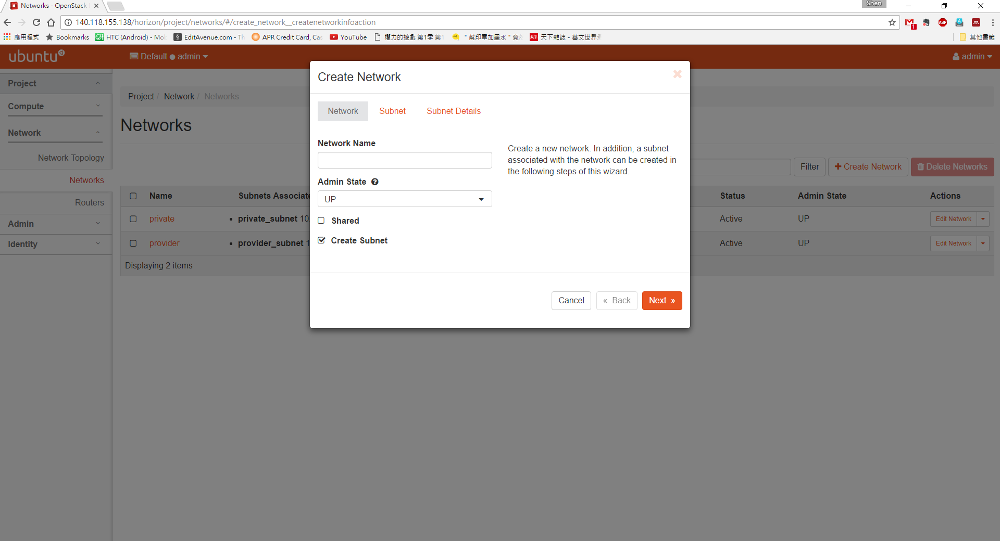 Networks - OpenStack
Shen
140.118.155.138/horizon/project/networks/#/create_network__createnetworkinfoaction
1
ABP
應用程式
Bookmarks
HTC (Android) - Mob
EditAvenue.com - Th
APR Credit Card, Cas
YouTube
權力的遊戲 第1季 第1
"幫印章加墨水"竟
天下雜誌 - 華文世界
其他書籤
ubuntu
Default ● admin
admin
Project
Compute
Network
Network Topology
Networks
Routers
Admin
Identity
Project / Network / Networks
Networks
Filter
Create Network
Delete Networks
Name
Subnets Associate
Status
Admin State
Actions
private
• private_subnet 10
Active
UP
Edit Network
provider
• provider_subnet 1
Active
UP
Edit Network
Displaying 2 items
Create Network
Network
Subnet
Subnet Details
Network Name
Admin State
UP
Shared
Create Subnet
Create a new network. In addition, a subnet
associated with the network can be created in
the following steps of this wizard.
Cancel
« Back
Next »